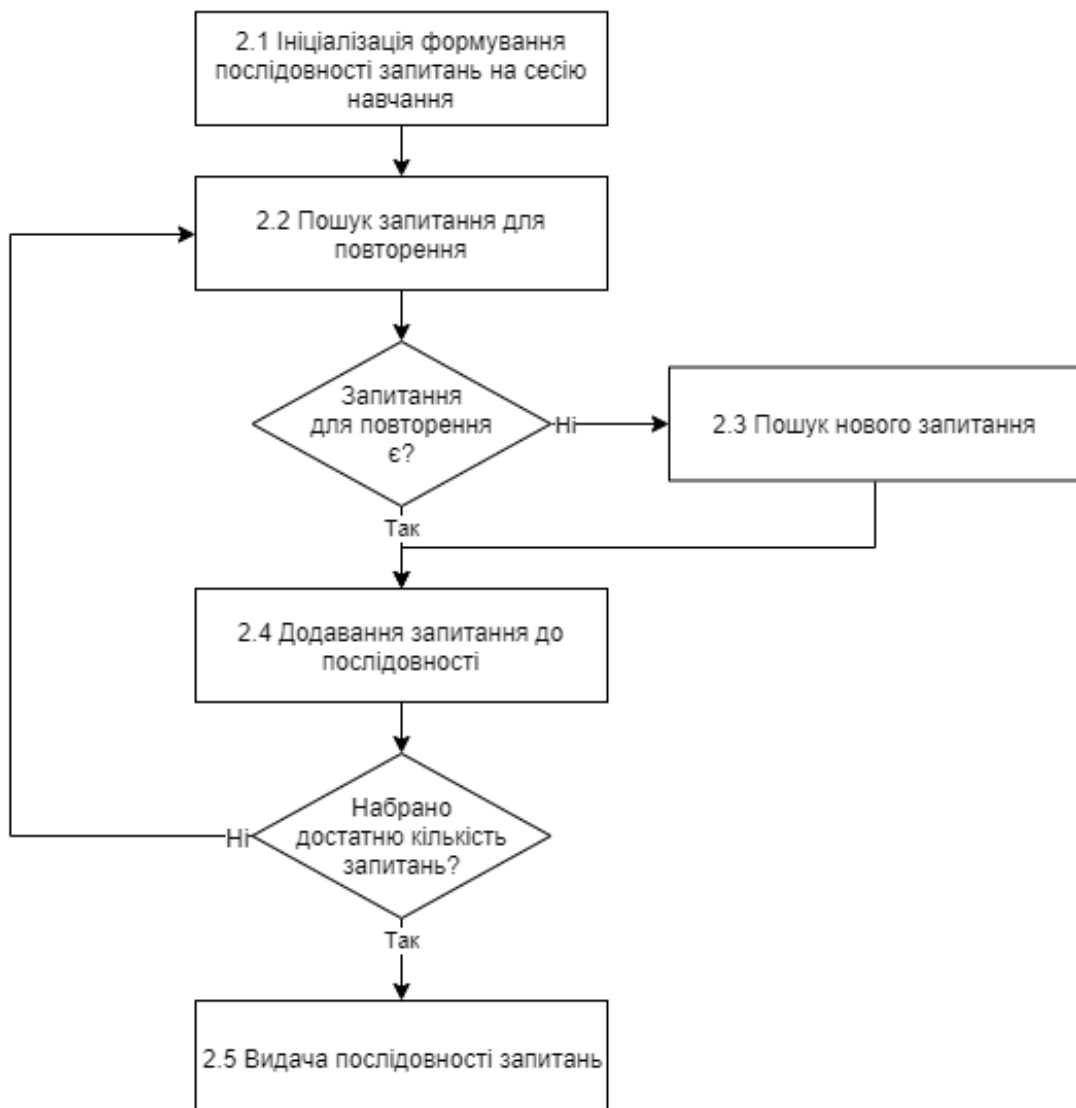 2.1 Ініціалізація формування
послідовності запитань на сесію
навчання
2.2 Пошук запитання для
повторення
Запитання
для повторення
є?
Ні
2.3 Пошук нового запитання
Так
2.4 Додавання запитання до
послідовності
Набрано
достатню кількість
запитань?
Ні
Так
2.5 Видача послідовності запитань